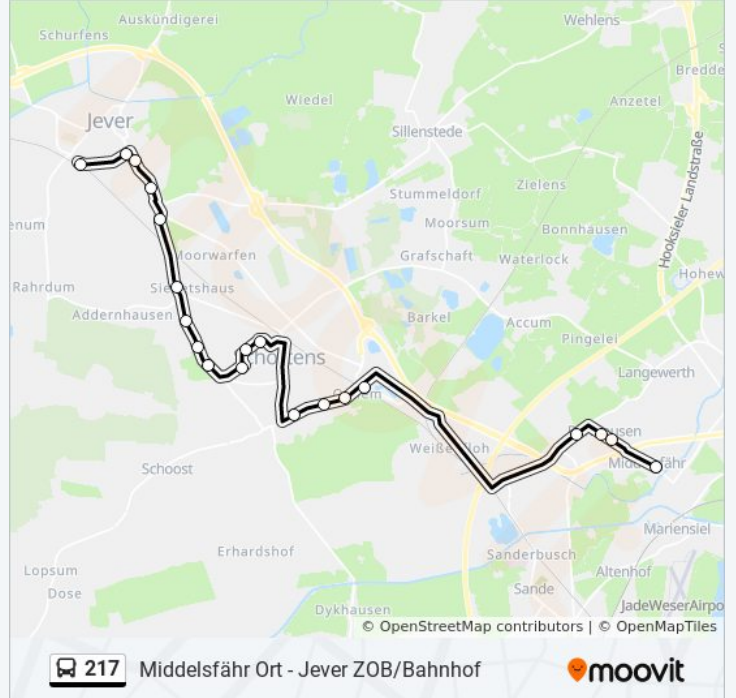 Auskündigerei
Wehlens
Schurfens
Bredde
Wiedel
Anzetel
Jever
Sillenstede
Zielens
Stummeldorf
Hooksieler Landstraße
enum
Moorsum
Bonnhausen
Moorwarfen
Grafschaft
Waterlock
Hohew
Rahrdum
Addernhausen
Barkel
Accum
Pingelei
Langewerth
Schoost
Mariensiel
Erhardshof
Sanderbusch
Lopsum
Altenhof
Dose
Sande
Dykhausen
JadeWeserAirpo
© OpenStreetMap contributors | © OpenMapTiles
217 Middelsfähr Ort - Jever ZOB/Bahnhof moovit